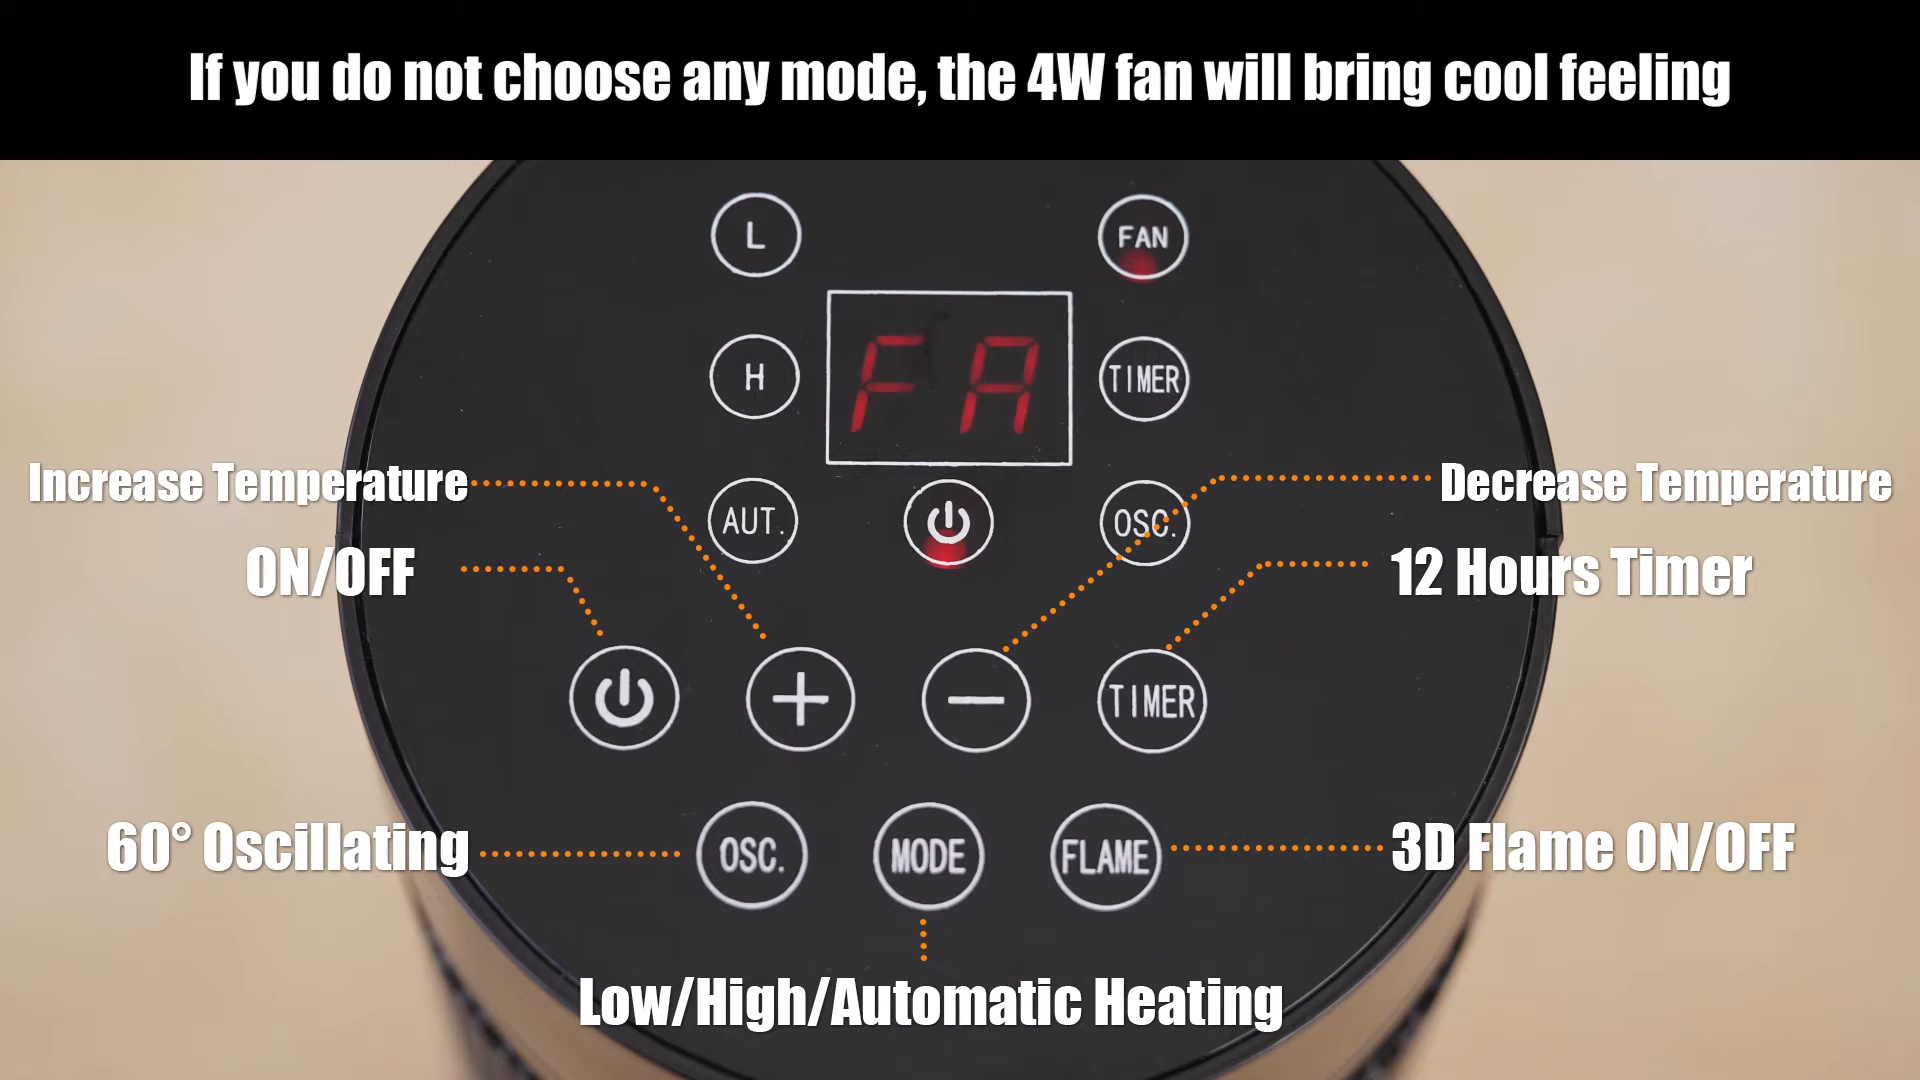 If you do not choose any mode, the 4W fan will bring cool feeling
L
FAN
FA
H
TIMER
Increase Temperature
Decrease Temperature
AUT.
OSC.
ON/OFF
12 Hours Timer
TIMER
60° Oscillating
OSC.
MODE
FLAME
3D Flame ON/OFF
Low/High/Automatic Heating